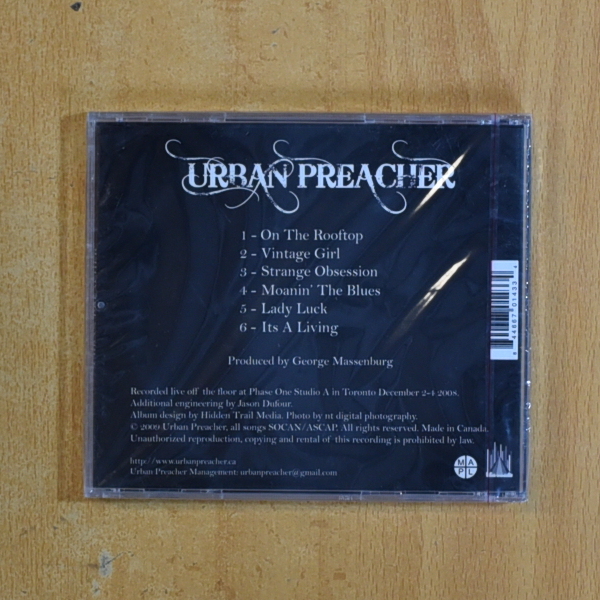 URBAN PREACHER
1 - On The Rooftop
2 - Vintage Girl
3 - Strange Obsession
4 - Moanin' The Blues
5 - Lady Luck
6 - Its A Living
Produced by George Massenburg
Recorded live off the floor at Phase One Studio A in Toronto December 2-4 2008.
Additional engineering by Jason Dufour.
Album design by Hidden Trail Media. Photo by nt digital photography.
© 2009 Urban Preacher, all songs SOCAN/ASCAP. All rights reserved. Made in Canada.
Unauthorized reproduction, copying and rental of this recording is prohibited by law.
http://www.urbanpreacher.ca
Urban Preacher Management: urbanpreacher@gmail.com
M A
P L
8 44667 01433 4